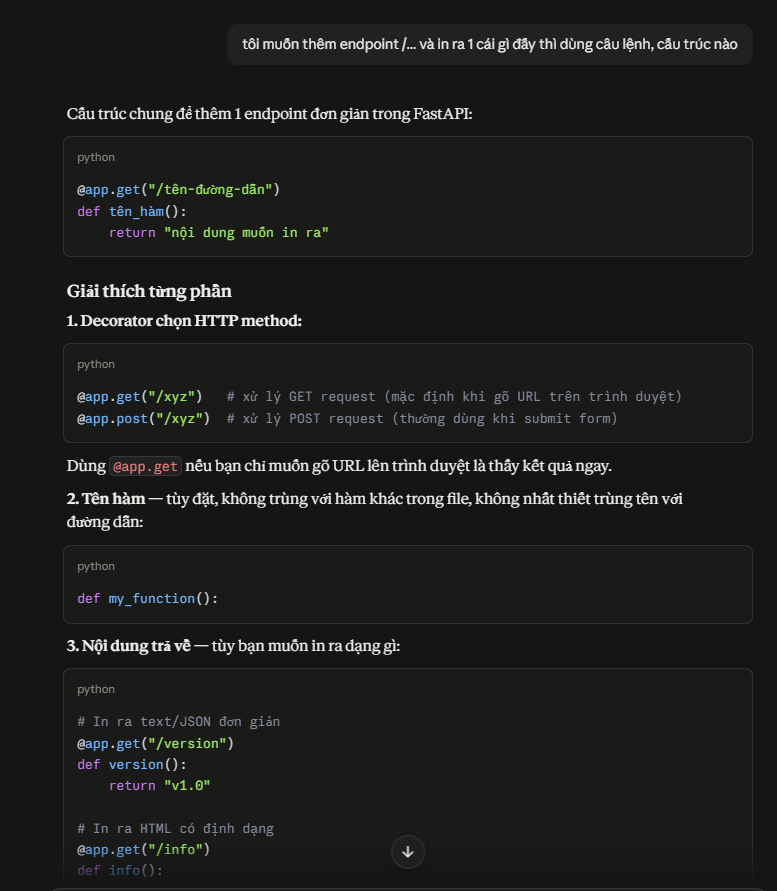 tôi muốn thêm endpoint /... và in ra 1 cái gì đấy thì dùng câu lệnh, cấu trúc nào
Cấu trúc chung để thêm 1 endpoint đơn giản trong FastAPI:
python
@app.get("/tên-đường-dẫn")
def tên_hàm():
    return "nội dung muốn in ra"
Giải thích từng phần
1. Decorator chọn HTTP method:
python
@app.get("/xyz")   # xử lý GET request (mặc định khi gõ URL trên trình duyệt)
@app.post("/xyz")  # xử lý POST request (thường dùng khi submit form)
Dùng @app.get nếu bạn chỉ muốn gõ URL lên trình duyệt là thấy kết quả ngay.
2. Tên hàm — tùy đặt, không trùng với hàm khác trong file, không nhất thiết trùng tên với
đường dẫn:
python
def my_function():
3. Nội dung trả về — tùy bạn muốn in ra dạng gì:
python
# In ra text/JSON đơn giản
@app.get("/version")
def version():
    return "v1.0"
# In ra HTML có định dạng
@app.get("/info")
def info():